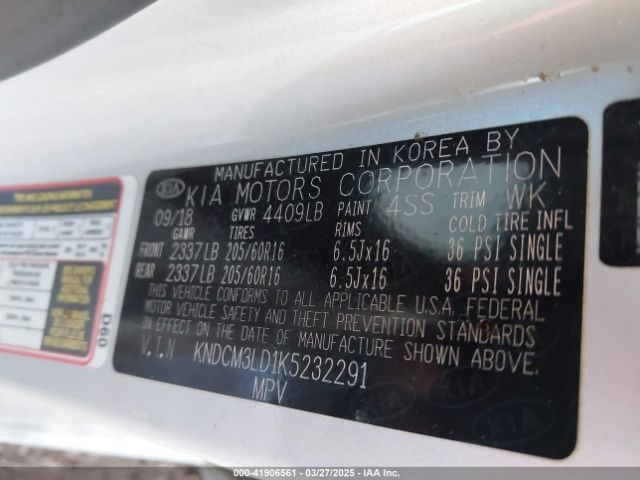 MANUFACTURED IN KOREA BY
KIA KIA MOTORS CORPORATION
09/18 GVWR 4409LB PAINT 4SS TRIM WK
GAWR TIRES RIMS COLD TIRE INFL
FRONT 2337LB 205/60R16 6.5Jx16 36 PSI SINGLE
REAR 2337LB 205/60R16 6.5Jx16 36 PSI SINGLE
THIS VEHICLE CONFORMS TO ALL APPLICABLE U.S.A. FEDERAL
MOTOR VEHICLE SAFETY AND THEFT PREVENTION STANDARDS
IN EFFECT ON THE DATE OF MANUFACTURE SHOWN ABOVE.
V.I.N KNDCM3LD1K5232291
MPV
D60
000-41906561 - 03/27/2025 - IAA Inc.